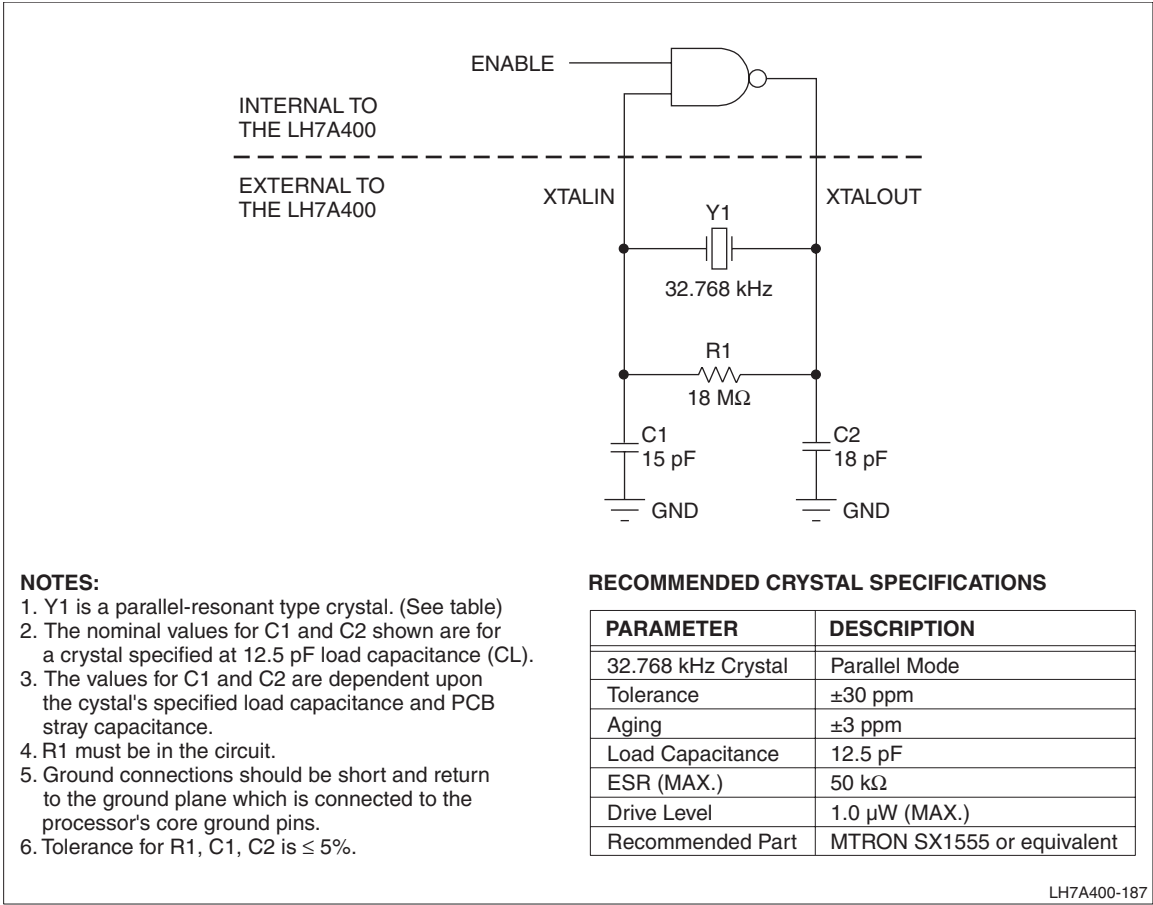 ENABLE
INTERNAL TO
THE LH7A400
EXTERNAL TO
THE LH7A400
XTALIN
XTALOUT
Y1
32.768 kHz
R1
18 MΩ
C1
15 pF
C2
18 pF
GND
GND
NOTES:
1. Y1 is a parallel-resonant type crystal. (See table)
2. The nominal values for C1 and C2 shown are for
a crystal specified at 12.5 pF load capacitance (CL).
3. The values for C1 and C2 are dependent upon
the cystal's specified load capacitance and PCB
stray capacitance.
4. R1 must be in the circuit.
5. Ground connections should be short and return
to the ground plane which is connected to the
processor's core ground pins.
6. Tolerance for R1, C1, C2 is ≤ 5%.
RECOMMENDED CRYSTAL SPECIFICATIONS
PARAMETER DESCRIPTION
32.768 kHz Crystal Parallel Mode
Tolerance ±30 ppm
Aging ±3 ppm
Load Capacitance 12.5 pF
ESR (MAX.) 50 kΩ
Drive Level 1.0 µW (MAX.)
Recommended Part MTRON SX1555 or equivalent
LH7A400-187